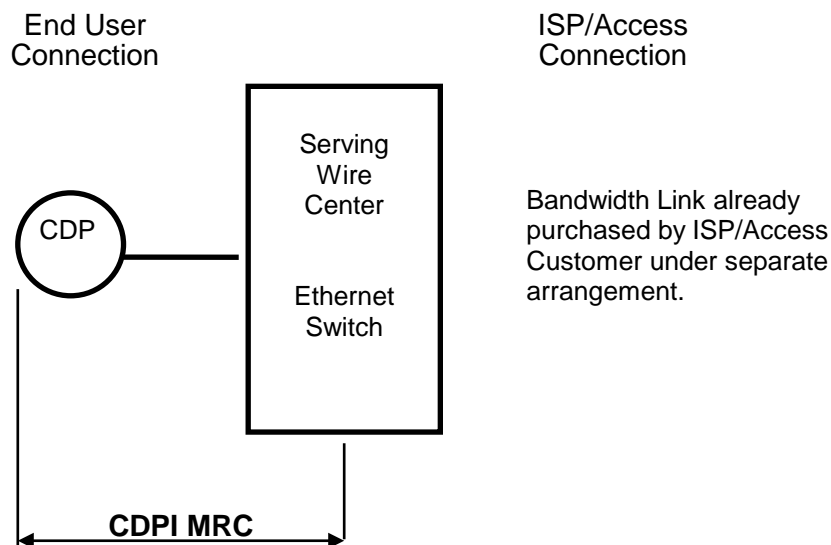 End User
Connection
ISP/Access
Connection
Serving
Wire
Center
CDP
Ethernet
Switch
Bandwidth Link already
purchased by ISP/Access
Customer under separate
arrangement.
CDPI MRC